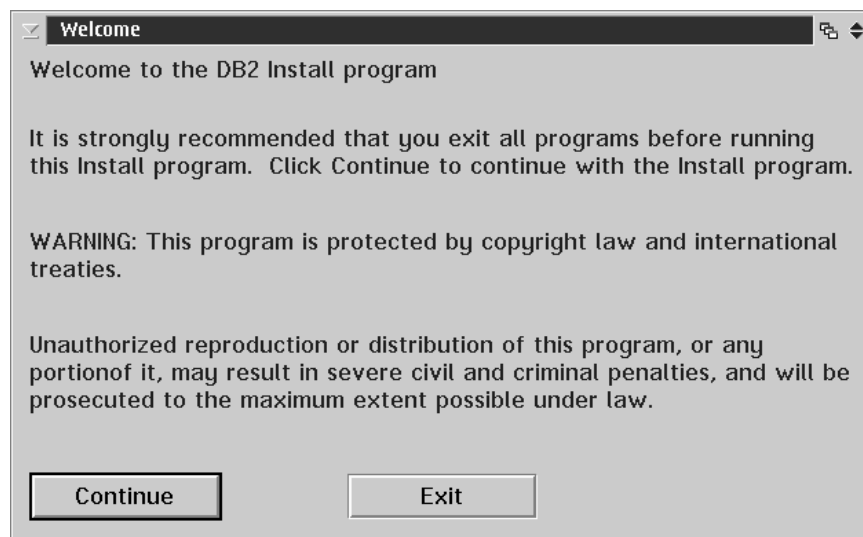 Welcome
Welcome to the DB2 Install program
It is strongly recommended that you exit all programs before running
this Install program.  Click Continue to continue with the Install program.
WARNING: This program is protected by copyright law and international
treaties.
Unauthorized reproduction or distribution of this program, or any
portionof it, may result in severe civil and criminal penalties, and will be
prosecuted to the maximum extent possible under law.
Continue Exit